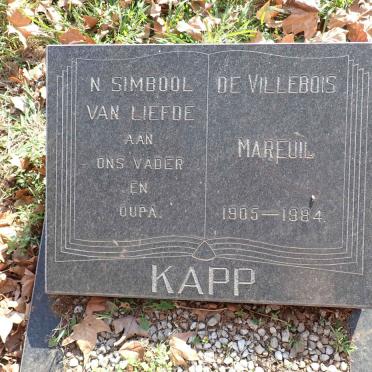 N SIMBOOL
VAN LIEFDE
AAN
ONS VADER
EN
OUPA.
DE VILLEBOIS
MAREUIL
1905—1984
KAPP